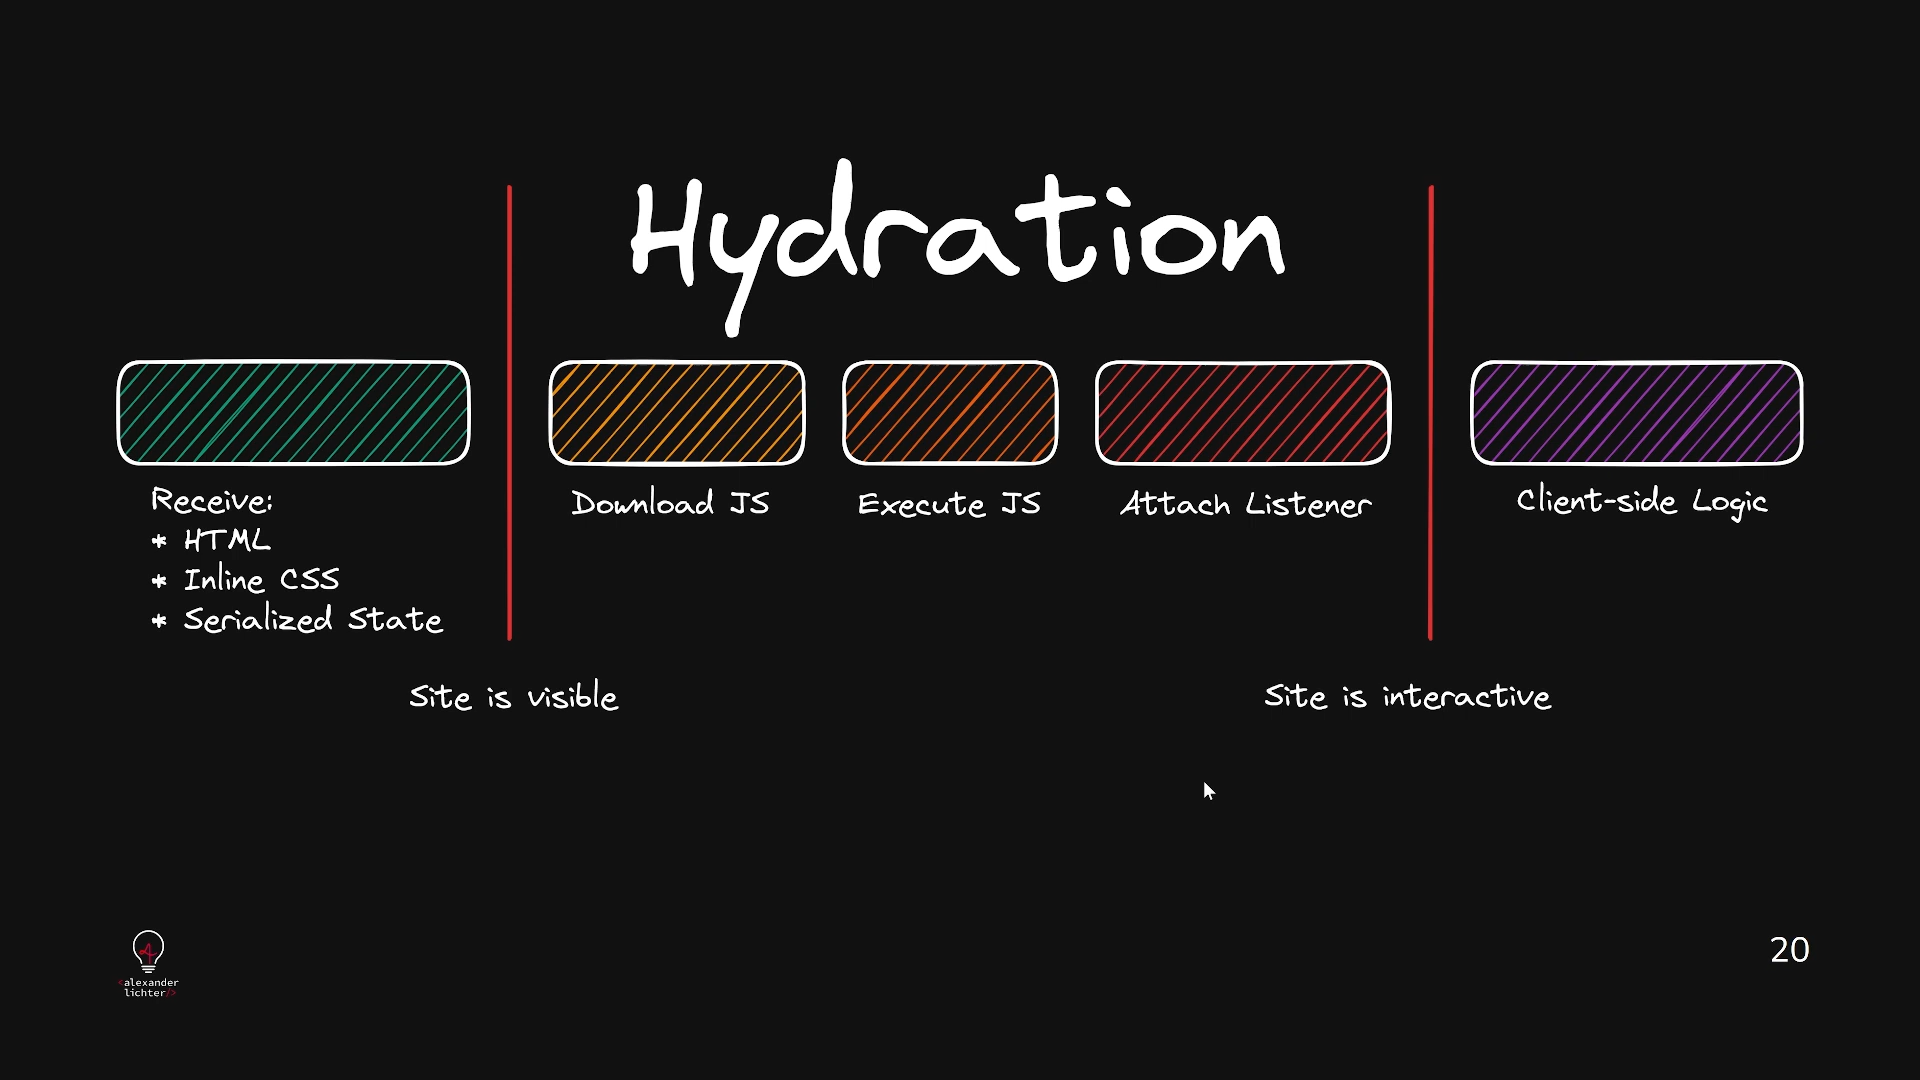 Hydration
Receive:
* HTML
* Inline CSS
* Serialized State
Download JS
Execute JS
Attach Listener
Client-side Logic
Site is visible
Site is interactive
<alexander
lichter/>
20